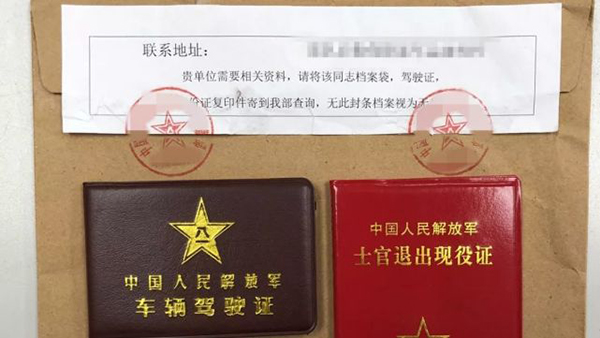 联系地址:
贵单位需要相关资料，请将该同志档案袋，驾驶证，
份证复印件寄到我部查询，无此封条档案视为
中国人民解放军
车辆驾驶证
中国人民解放军
士官退出现役证